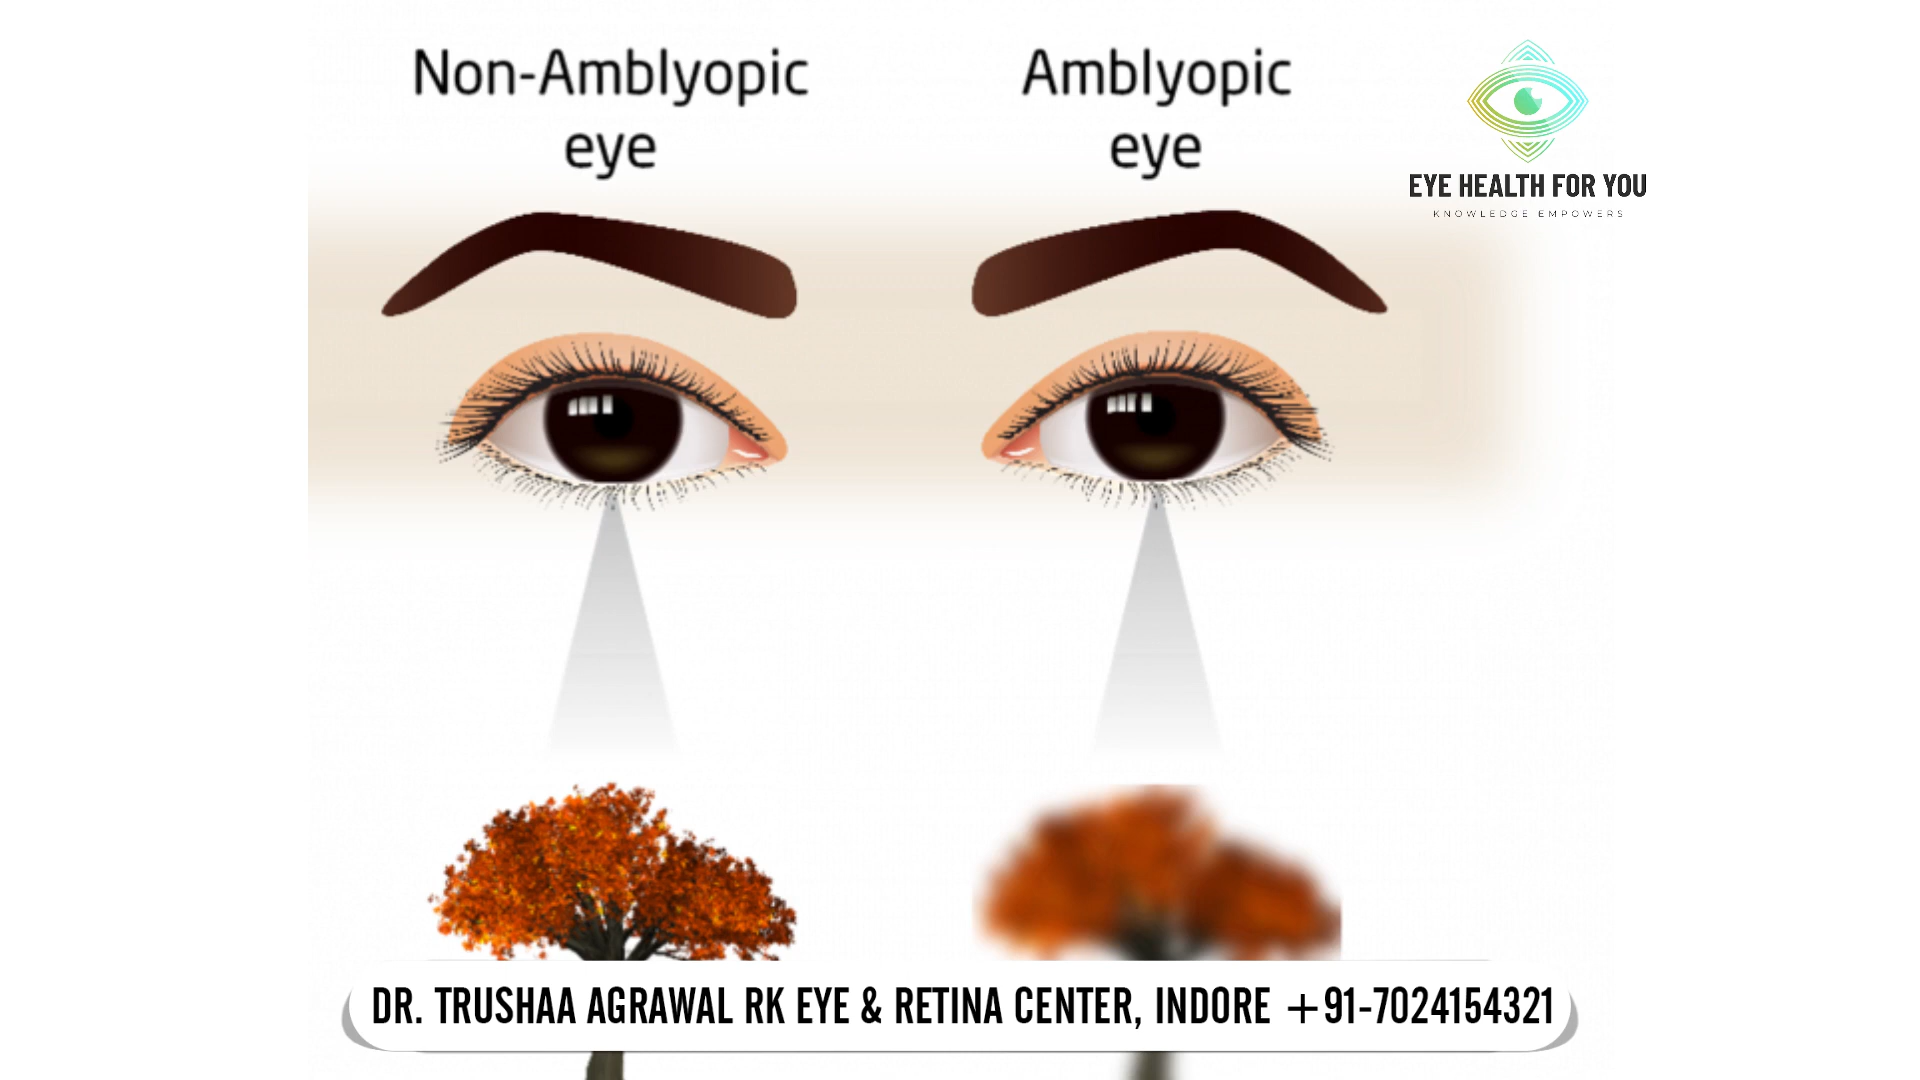 Non-Amblyopic
eye
Amblyopic
eye
EYE HEALTH FOR YOU
KNOWLEDGE EMPOWERS
DR. TRUSHAA AGRAWAL RK EYE & RETINA CENTER, INDORE +91-7024154321